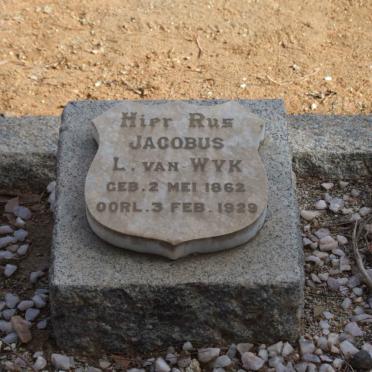 Hier Rus
JACOBUS
L. VAN WYK
GEB. 2 MEI 1862
OORL. 3 FEB. 1929